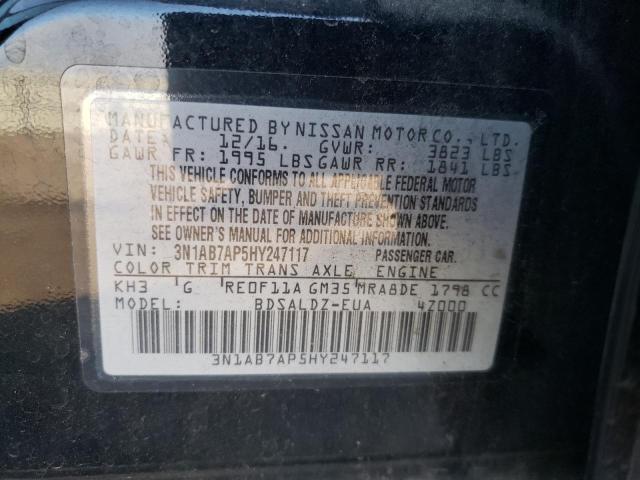 MANUFACTURED BY NISSAN MOTOR CO., LTD.
DATE: 12/16. GVWR: 3823 LBS
GAWR FR: 1995 LBS GAWR RR: 1841 LBS
THIS VEHICLE CONFORMS TO ALL APPLICABLE FEDERAL MOTOR
VEHICLE SAFETY, BUMPER AND THEFT PREVENTION STANDARDS
IN EFFECT ON THE DATE OF MANUFACTURE SHOWN ABOVE.
SEE OWNER'S MANUAL FOR ADDITIONAL INFORMATION.
VIN: 3N1AB7AP5HY247117 PASSENGER CAR.
COLOR TRIM TRANS AXLE ENGINE
KH3 G RE0F11A GM35 MRA8DE 1798 CC
MODEL: BDSALDZ-EUA 4Z000
3N1AB7AP5HY247117